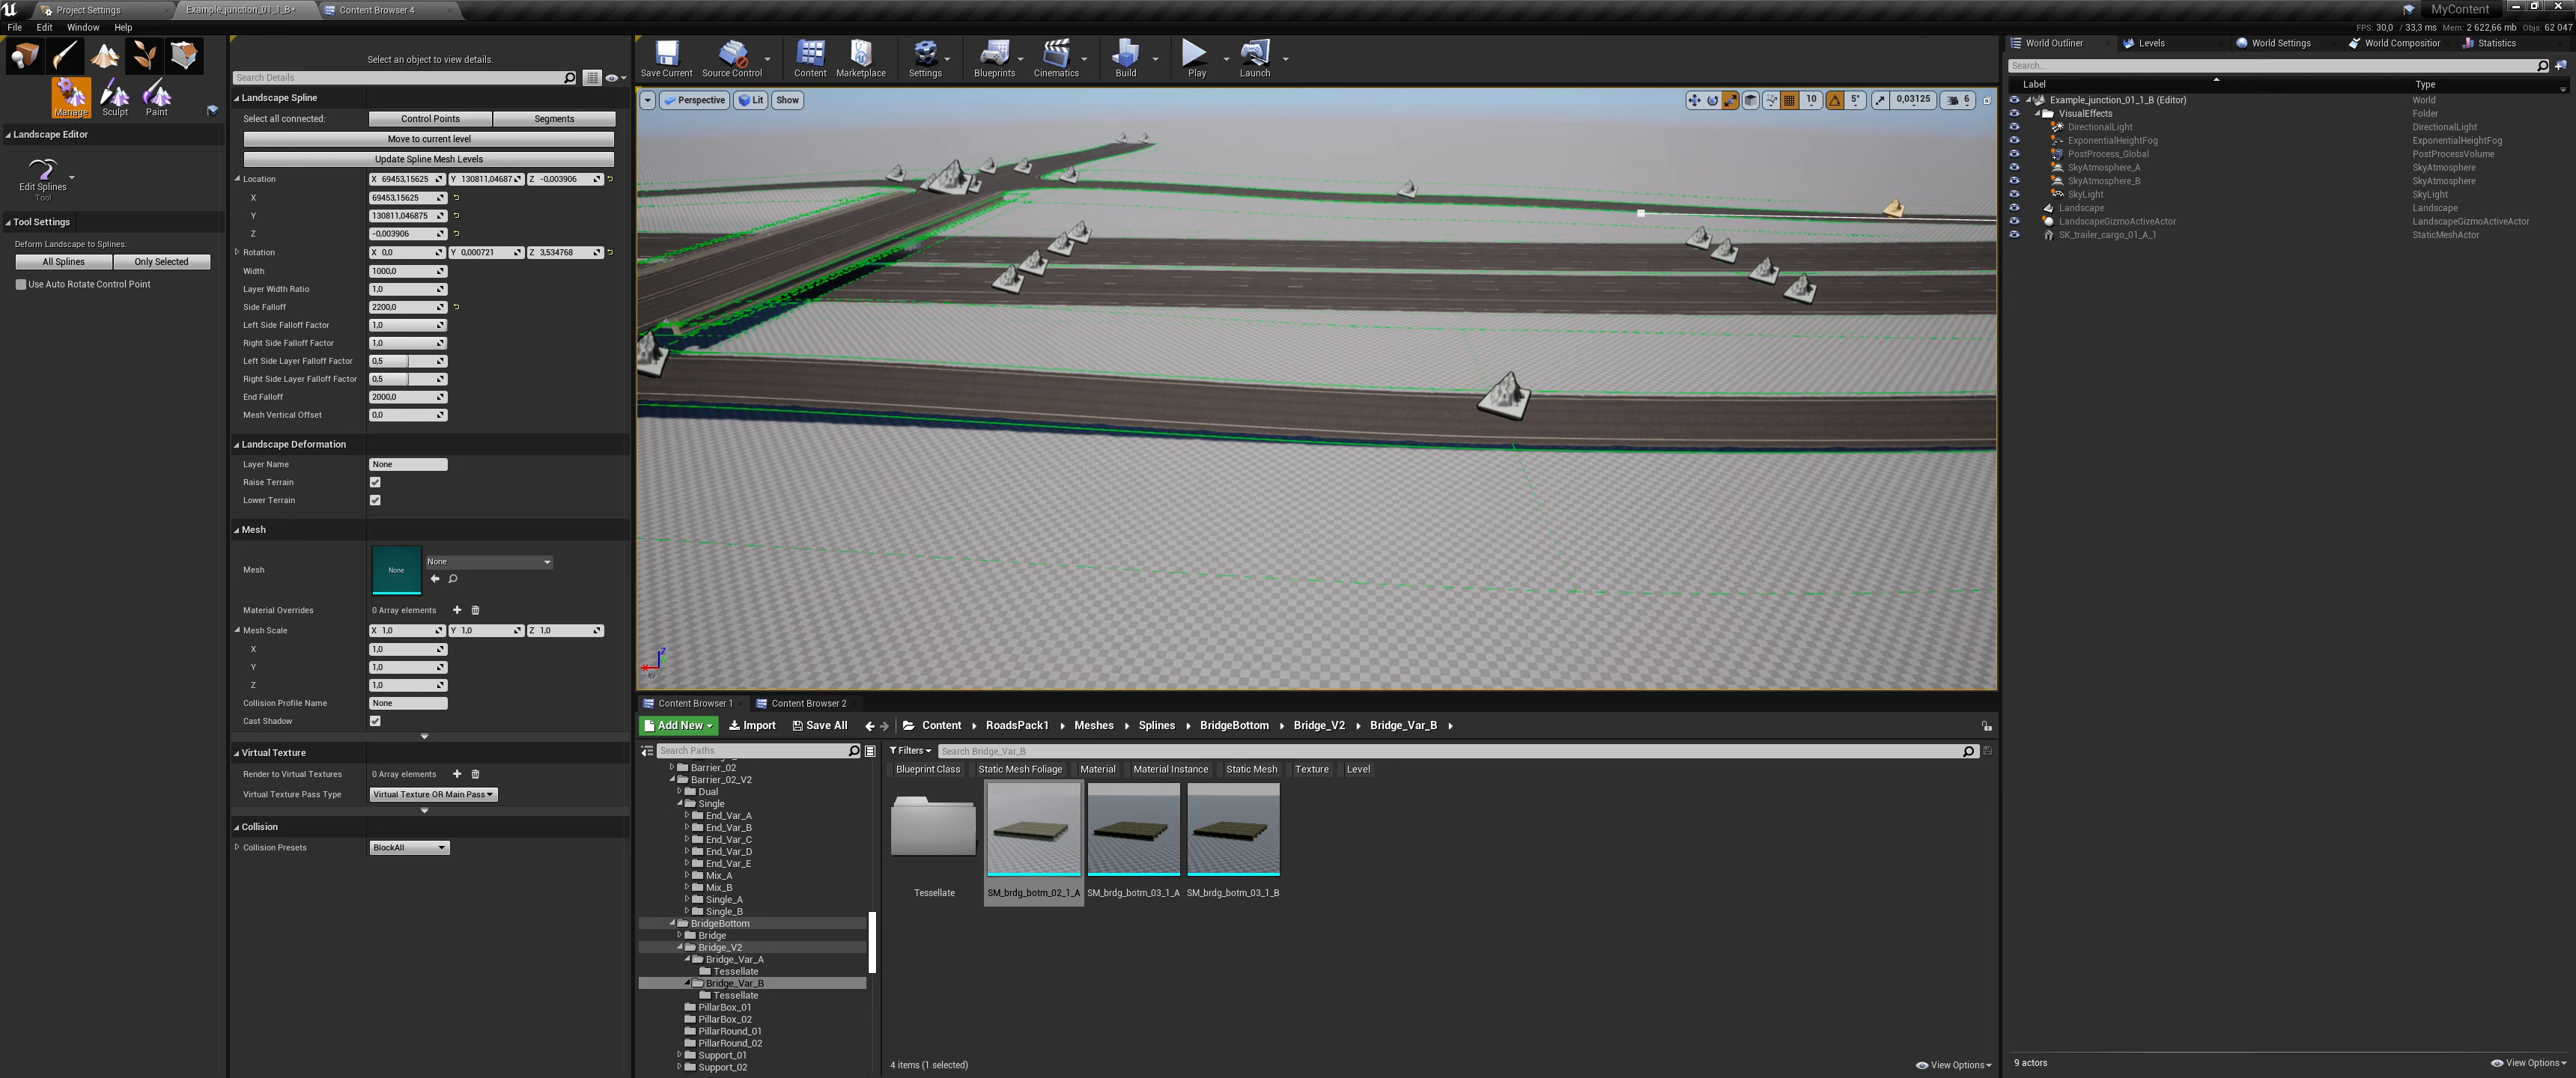 Project Settings
Example_junction_01_1_B*
Content Browser 4
MyContent
File Edit Window Help
FPS: 30,0 / 33,3 ms Mem: 2 622,66 mb Objs: 62 047
Manage Sculpt Paint
Landscape Editor
Edit Splines
Tool
Tool Settings
Deform Landscape to Splines:
All Splines Only Selected
Use Auto Rotate Control Point
Select an object to view details.
Search Details
Landscape Spline
Select all connected: Control Points Segments
Move to current level
Update Spline Mesh Levels
Location X 69453,15625 Y 130811,04687 Z -0,003906
X 69453,15625
Y 130811,046875
Z -0,003906
Rotation X 0,0 Y 0,000721 Z 3,534768
Width 1000,0
Layer Width Ratio 1,0
Side Falloff 2200,0
Left Side Falloff Factor 1,0
Right Side Falloff Factor 1,0
Left Side Layer Falloff Factor 0,5
Right Side Layer Falloff Factor 0,5
End Falloff 2000,0
Mesh Vertical Offset 0,0
Landscape Deformation
Layer Name None
Raise Terrain
Lower Terrain
Mesh
Mesh None None
Material Overrides 0 Array elements
Mesh Scale X 1,0 Y 1,0 Z 1,0
X 1,0
Y 1,0
Z 1,0
Collision Profile Name None
Cast Shadow
Virtual Texture
Render to Virtual Textures 0 Array elements
Virtual Texture Pass Type Virtual Texture OR Main Pass
Collision
Collision Presets BlockAll
Save Current Source Control Content Marketplace Settings Blueprints Cinematics Build Play Launch
Perspective Lit Show
10 5° 0,03125 6
Z
X
Content Browser 1 Content Browser 2
Add New Import Save All Content RoadsPack1 Meshes Splines BridgeBottom Bridge_V2 Bridge_Var_B
Search Paths
Barrier_02
Barrier_02_V2
Dual
Single
End_Var_A
End_Var_B
End_Var_C
End_Var_D
End_Var_E
Mix_A
Mix_B
Single_A
Single_B
BridgeBottom
Bridge
Bridge_V2
Bridge_Var_A
Tessellate
Bridge_Var_B
Tessellate
PillarBox_01
PillarBox_02
PillarRound_01
PillarRound_02
Support_01
Support_02
Filters Search Bridge_Var_B
Blueprint Class Static Mesh Foliage Material Material Instance Static Mesh Texture Level
Tessellate SM_brdg_botm_02_1_A SM_brdg_botm_03_1_A SM_brdg_botm_03_1_B
4 items (1 selected) View Options
World Outliner Levels World Settings World Compositior Statistics
Search...
Label Type
Example_junction_01_1_B (Editor) World
VisualEffects Folder
DirectionalLight DirectionalLight
ExponentialHeightFog ExponentialHeightFog
PostProcess_Global PostProcessVolume
SkyAtmosphere_A SkyAtmosphere
SkyAtmosphere_B SkyAtmosphere
SkyLight SkyLight
Landscape Landscape
LandscapeGizmoActiveActor LandscapeGizmoActiveActor
SK_trailer_cargo_01_A_1 StaticMeshActor
9 actors View Options